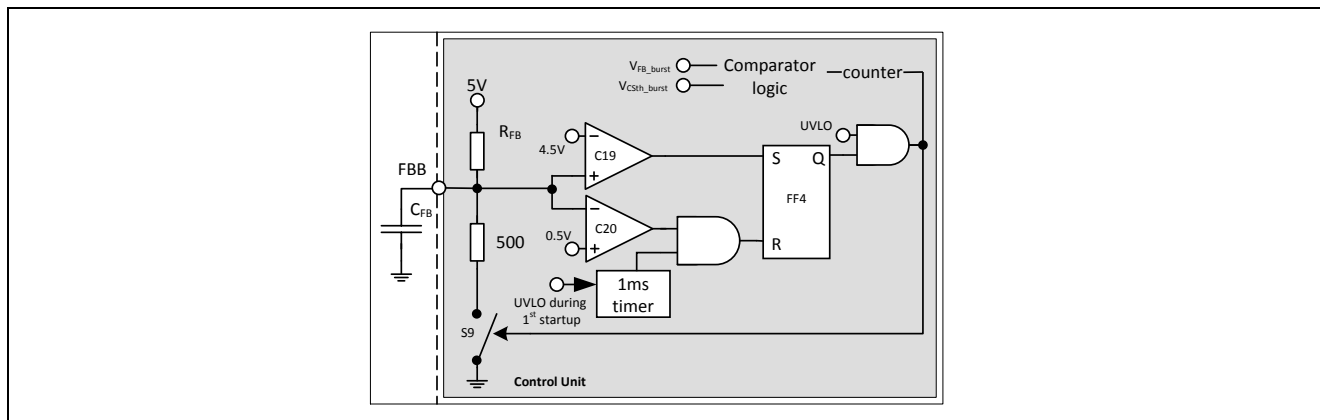 V_FB_burst
Comparator
logic
counter
V_CSth_burst
5V
R_FB
UVLO
4.5V
−
C19
+
S
Q
FBB
FF4
C_FB
−
C20
0.5V
+
R
500
1ms
timer
UVLO during
1st startup
S9
Control Unit